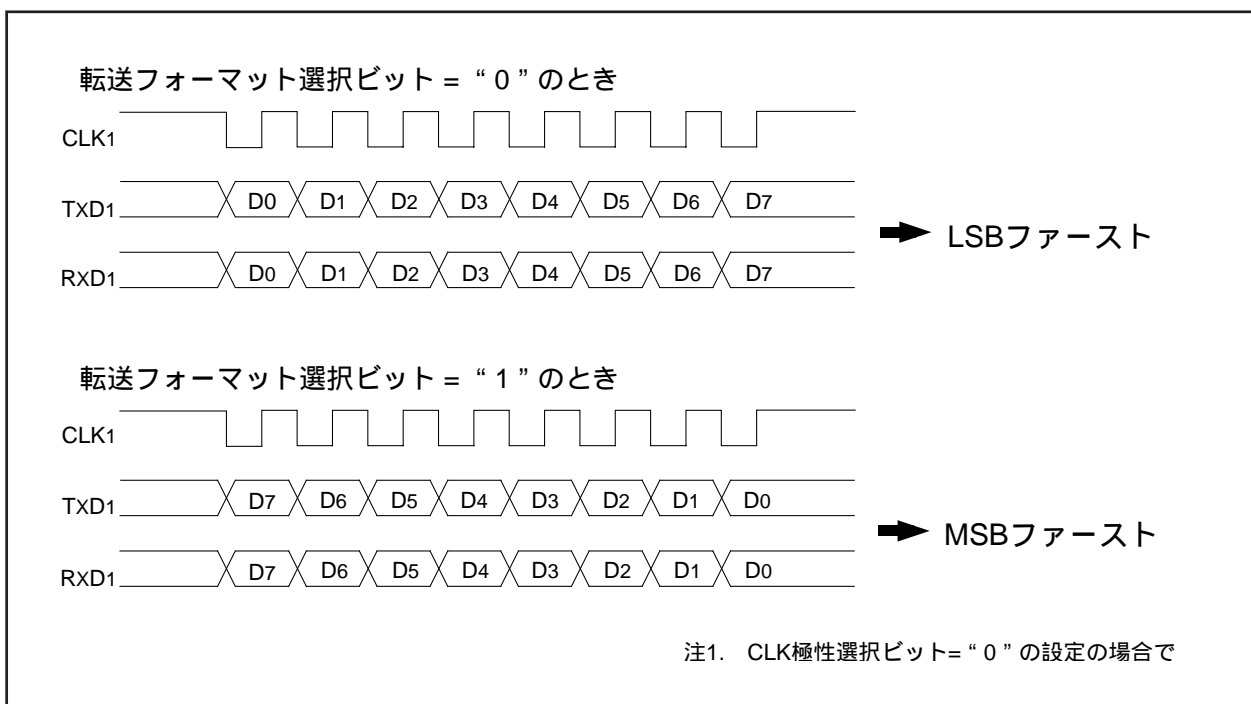 転送フォーマット選択ビット = “ 0 ” のとき
CLK1
TXD1 D0 D1 D2 D3 D4 D5 D6 D7
RXD1 D0 D1 D2 D3 D4 D5 D6 D7
LSBファースト
転送フォーマット選択ビット = “ 1 ” のとき
CLK1
TXD1 D7 D6 D5 D4 D3 D2 D1 D0
RXD1 D7 D6 D5 D4 D3 D2 D1 D0
MSBファースト
注1. CLK極性選択ビット= “ 0 ” の設定の場合で